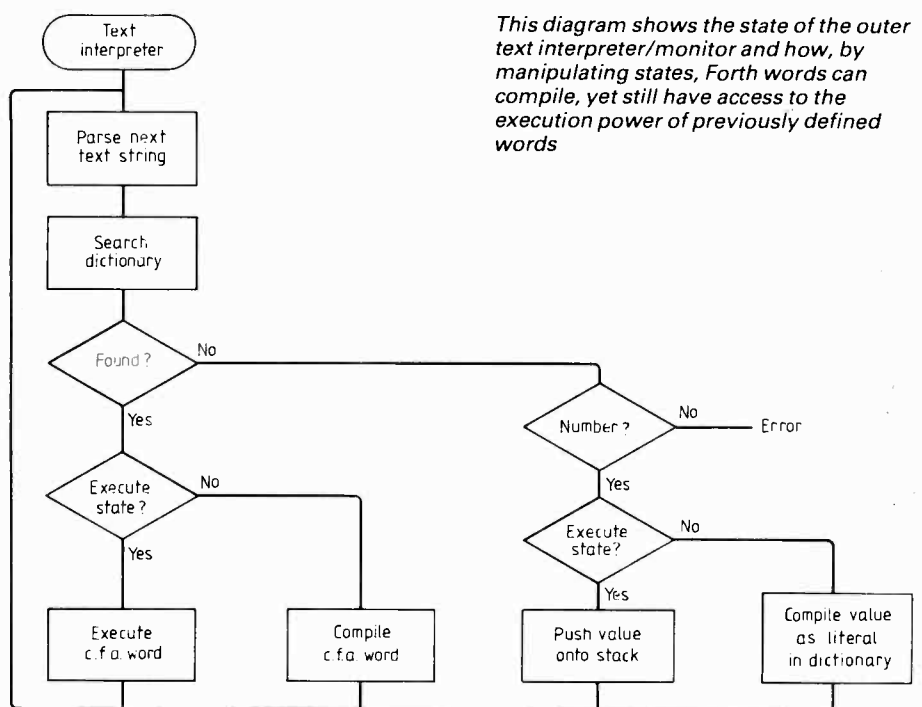 Text
interpreter
This diagram shows the state of the outer
text interpreter/monitor and how, by
manipulating states, Forth words can
compile, yet still have access to the
execution power of previously defined
words
Parse next
text string
Search
dictionary
Found?
No
Yes
Number?
No
Error
Yes
Execute
state?
No
Yes
Execute
state?
No
Yes
Execute
c.f.a. word
Compile
c.f.a. word
Push value
onto stack
Compile value
as literal
in dictionary